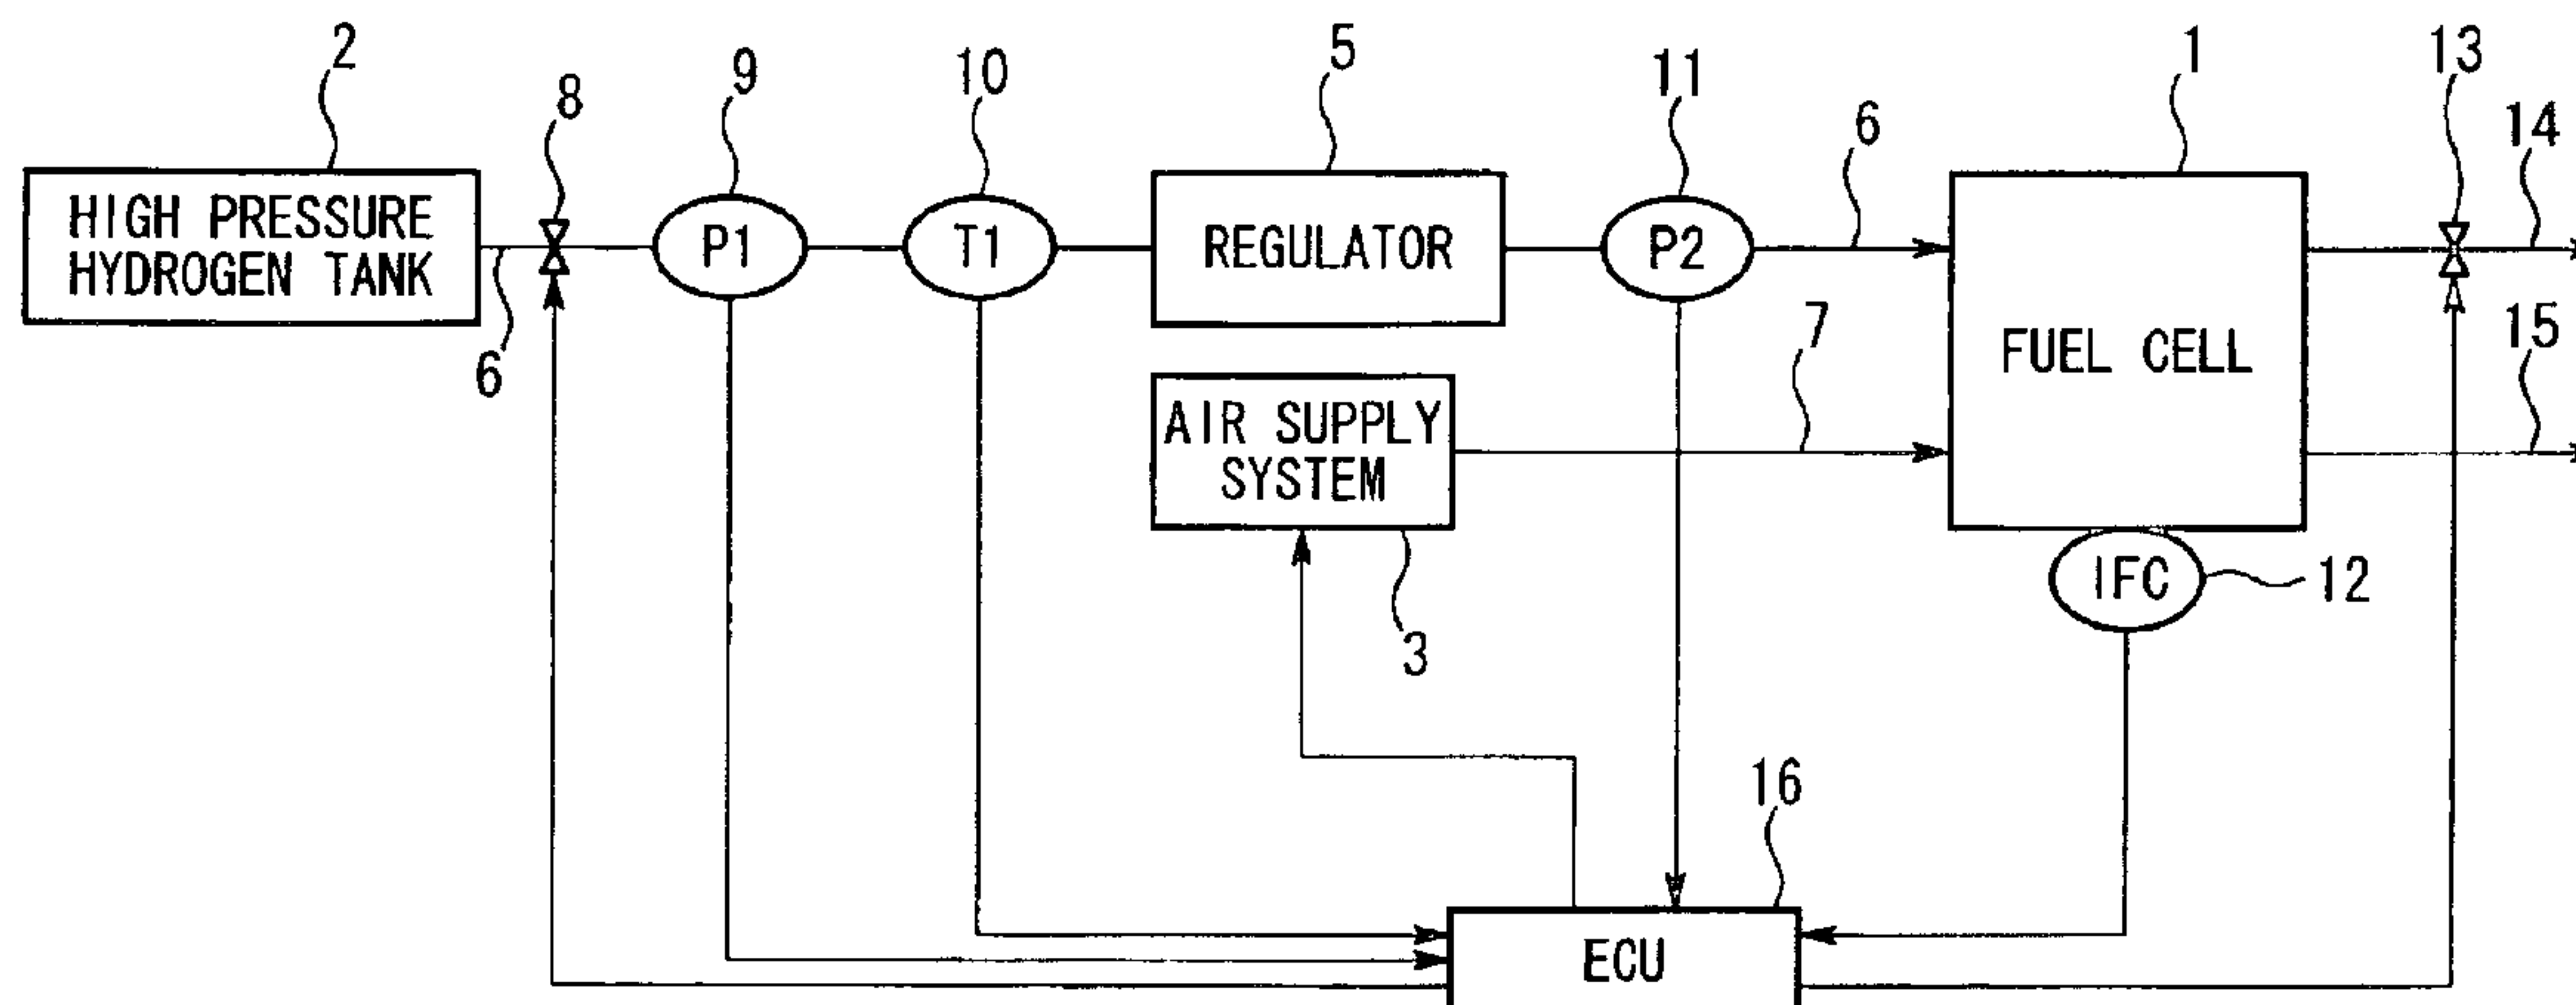 2
8
9
10
5
11
6
1
13
14
HIGH PRESSURE
HYDROGEN TANK
P1
T1
REGULATOR
P2
6
7
FUEL CELL
15
AIR SUPPLY
SYSTEM
3
IFC
12
16
ECU